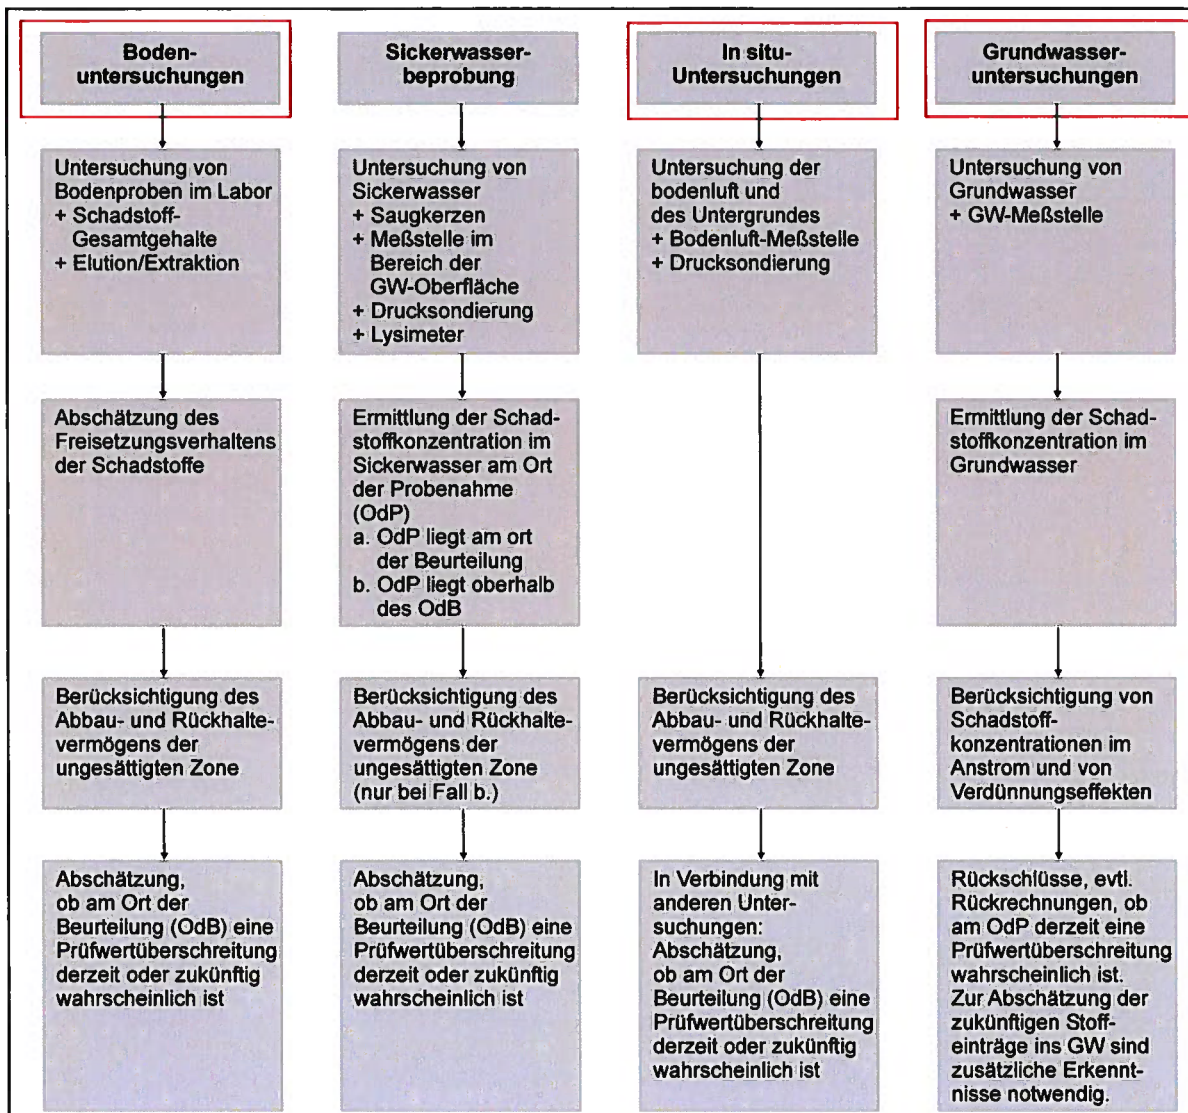 Boden-
untersuchungen
Untersuchung von
Bodenproben im Labor
+ Schadstoff-
Gesamtgehalte
+ Elution/Extraktion
Abschätzung des
Freisetzungsverhaltens
der Schadstoffe
Berücksichtigung des
Abbau- und Rückhalte-
vermögens der
ungesättigten Zone
Abschätzung,
ob am Ort der
Beurteilung (OdB) eine
Prüfwertüberschreitung
derzeit oder zukünftig
wahrscheinlich ist
Sickerwasser-
beprobung
Untersuchung von
Sickerwasser
+ Saugkerzen
+ Meßstelle im
Bereich der
GW-Oberfläche
+ Drucksondierung
+ Lysimeter
Ermittlung der Schad-
stoffkonzentration im
Sickerwasser am Ort
der Probenahme
(OdP)
a. OdP liegt am ort
der Beurteilung
b. OdP liegt oberhalb
des OdB
Berücksichtigung des
Abbau- und Rückhalte-
vermögens der
ungesättigten Zone
(nur bei Fall b.)
Abschätzung,
ob am Ort der
Beurteilung (OdB) eine
Prüfwertüberschreitung
derzeit oder zukünftig
wahrscheinlich ist
In situ-
Untersuchungen
Untersuchung der
bodenluft und
des Untergrundes
+ Bodenluft-Meßstelle
+ Drucksondierung
Berücksichtigung des
Abbau- und Rückhalte-
vermögens der
ungesättigten Zone
In Verbindung mit
anderen Unter-
suchungen:
Abschätzung,
ob am Ort der
Beurteilung (OdB) eine
Prüfwertüberschreitung
derzeit oder zukünftig
wahrscheinlich ist
Grundwasser-
untersuchungen
Untersuchung von
Grundwasser
+ GW-Meßstelle
Ermittlung der Schad-
stoffkonzentration im
Grundwasser
Berücksichtigung von
Schadstoff-
konzentrationen im
Anstrom und von
Verdünnungseffekten
Rückschlüsse, evtl.
Rückrechnungen, ob
am OdP derzeit eine
Prüfwertüberschreitung
wahrscheinlich ist.
Zur Abschätzung der
zukünftigen Stoff-
einträge ins GW sind
zusätzliche Erkennt-
nisse notwendig.